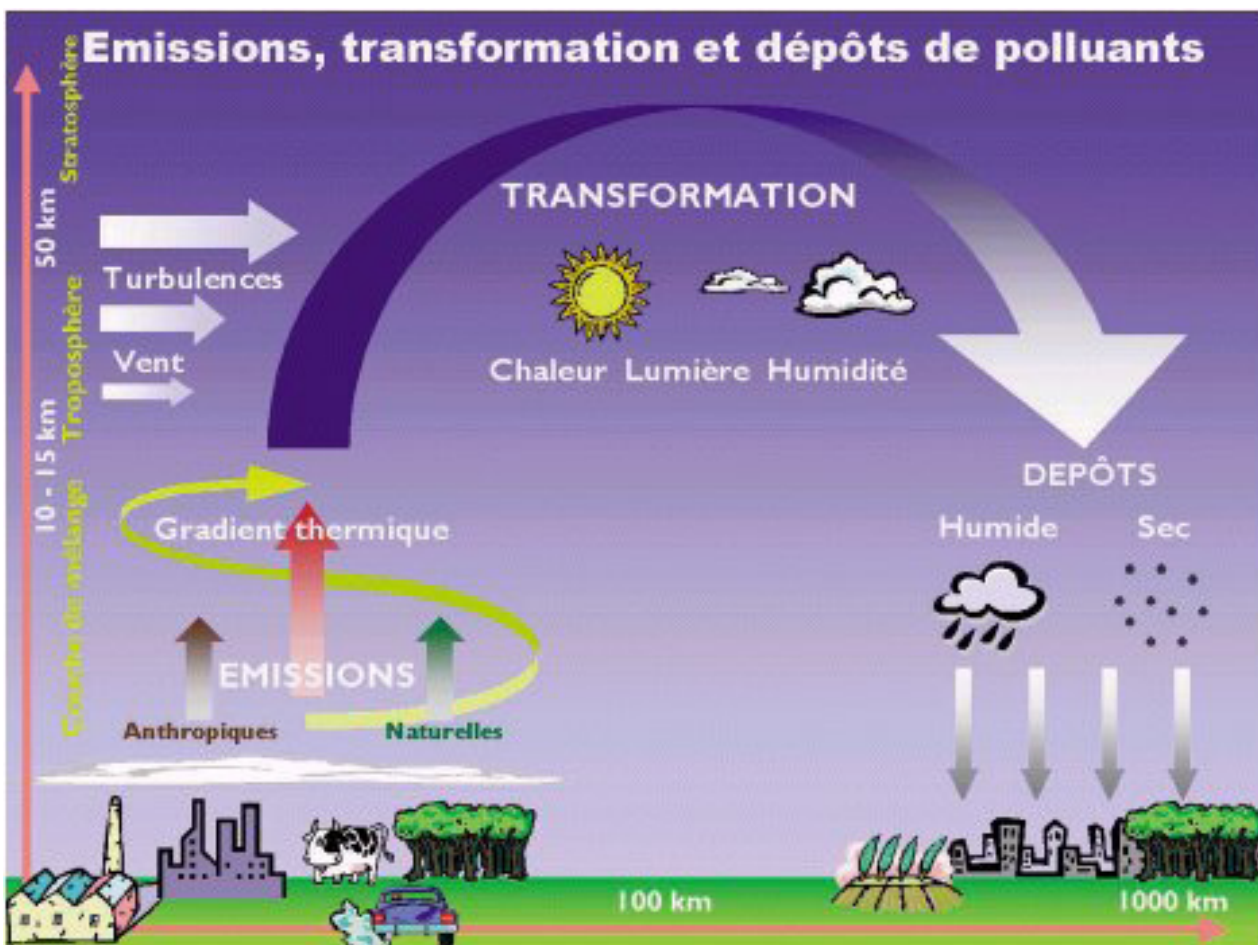 Emissions, transformation et dépôts de polluants
Stratosphère
50 km
Troposphère
10 - 15 km
Couche de mélange
Turbulences
Vent
TRANSFORMATION
Chaleur Lumière Humidité
Gradient thermique
EMISSIONS
Anthropiques
Naturelles
DEPÔTS
Humide Sec
100 km
1000 km